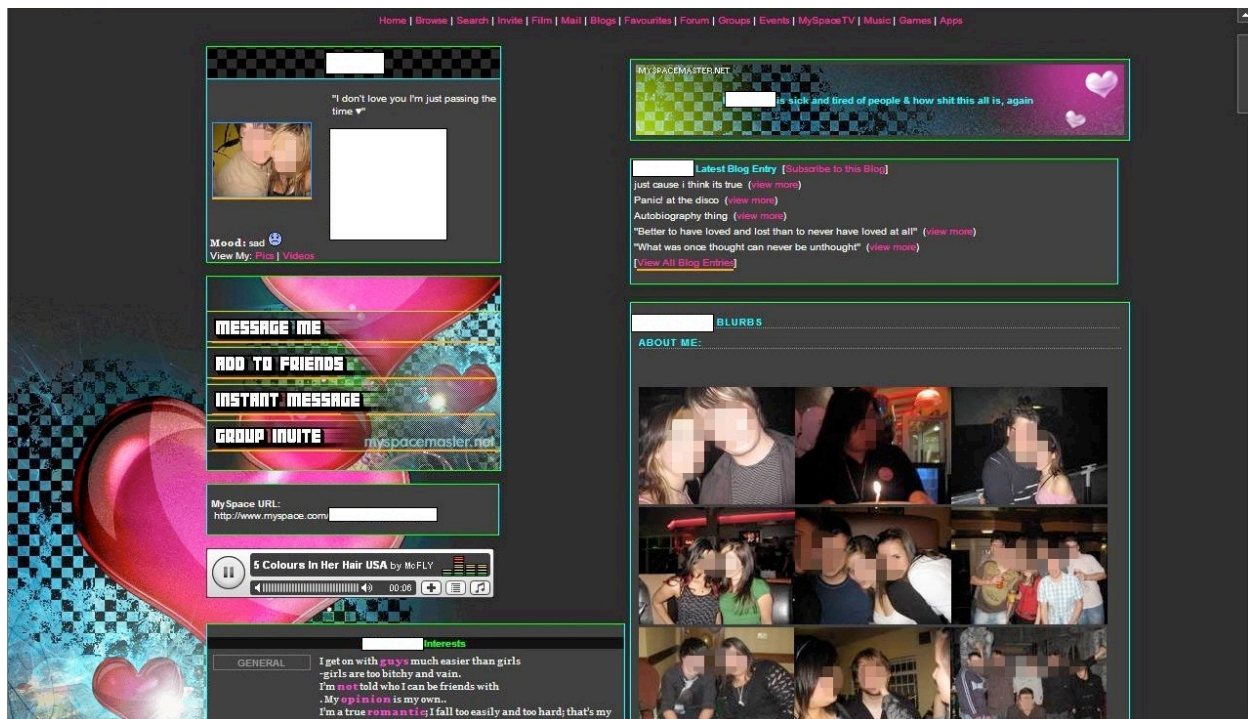 Home | Browse | Search | Invite | Film | Mail | Blogs | Favourites | Forum | Groups | Events | MySpaceTV | Music | Games | Apps
"I don't love you I'm just passing the
time ♥"
Mood: sad
View My: Pics | Videos
MESSAGE ME
ADD TO FRIENDS
INSTANT MESSAGE
GROUP INVITE
myspacemaster.net
MySpace URL:
http://www.myspace.com/
5 Colours In Her Hair USA by McFLY
00:06
Interests
GENERAL
I get on with guys much easier than girls
-girls are too bitchy and vain.
I'm not told who I can be friends with
. My opinion is my own..
I'm a true romantic; I fall too easily and too hard; that's my
MYSPACEMASTER.NET
is sick and tired of people & how shit this all is, again
Latest Blog Entry [Subscribe to this Blog]
just cause i think its true (view more)
Panic! at the disco (view more)
Autobiography thing (view more)
"Better to have loved and lost than to never have loved at all" (view more)
"What was once thought can never be unthought" (view more)
[View All Blog Entries]
BLURBS
ABOUT ME: